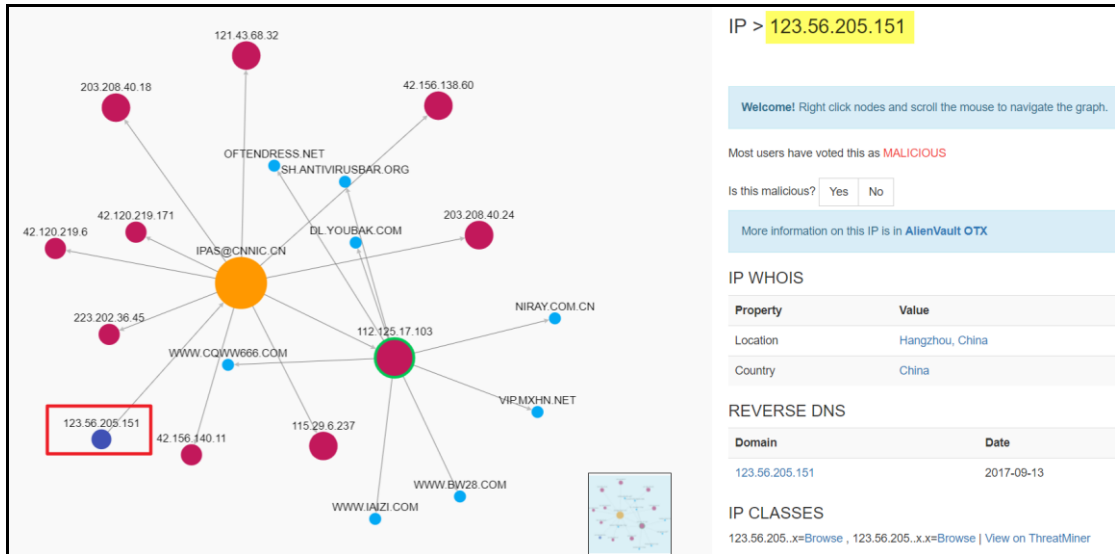 121.43.68.32
203.208.40.18
42.156.138.60
OFTENDRESS.NET
SH.ANTIVIRUSBAR.ORG
42.120.219.171
203.208.40.24
42.120.219.6
DL.YOUBAK.COM
IPAS@CNNIC.CN
NIRAY.COM.CN
223.202.36.45
112.125.17.103
WWW.CQWW666.COM
VIP.MXHN.NET
123.56.205.151
42.156.140.11
115.29.6.237
WWW.BW28.COM
WWW.IAIZI.COM
IP > 123.56.205.151
Welcome! Right click nodes and scroll the mouse to navigate the graph.
Most users have voted this as MALICIOUS
Is this malicious? Yes No
More information on this IP is in AlienVault OTX
IP WHOIS
Property Value
Location Hangzhou, China
Country China
REVERSE DNS
Domain Date
123.56.205.151 2017-09-13
IP CLASSES
123.56.205..x=Browse , 123.56.205..x.x=Browse | View on ThreatMiner